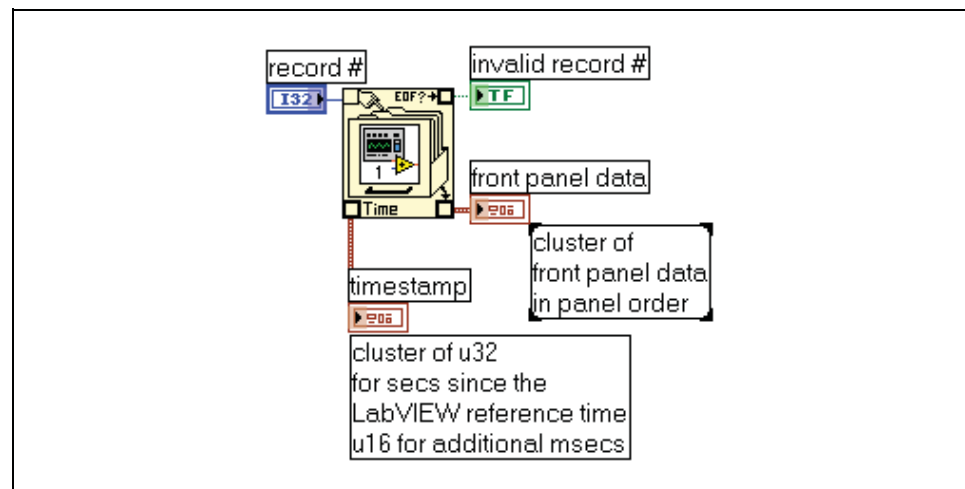 record #
invalid record #
I32
EOF?
TF
1
front panel data
Time
cluster of
front panel data
in panel order
timestamp
cluster of u32
for secs since the
LabVIEW reference time
u16 for additional msecs